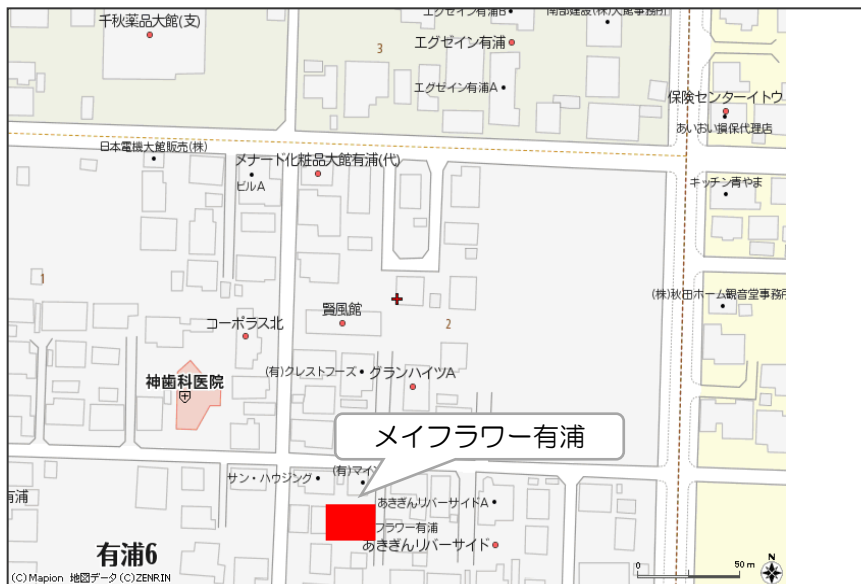 千秋薬品大館(支)
3
エグゼイン有浦B
南部建設(株)大館事務所
エグゼイン有浦
エグゼイン有浦A
保険センターイトウ
あいおい損保代理店
日本電機大館販売(株)
メナード化粧品大館有浦(代)
ビルA
キッチン青やま
1
(株)秋田ホーム観音堂事務所
賢風館
2
コーポラス北
(有)クレストフーズ
グランハイツA
神歯科医院
メイフラワー有浦
サン・ハウジング
(有)マイ
有浦
あきぎんリバーサイドA
フラワー有浦
あきぎんリバーサイド
有浦6
0 50 m
N
(C)Mapion 地図データ(C)ZENRIN